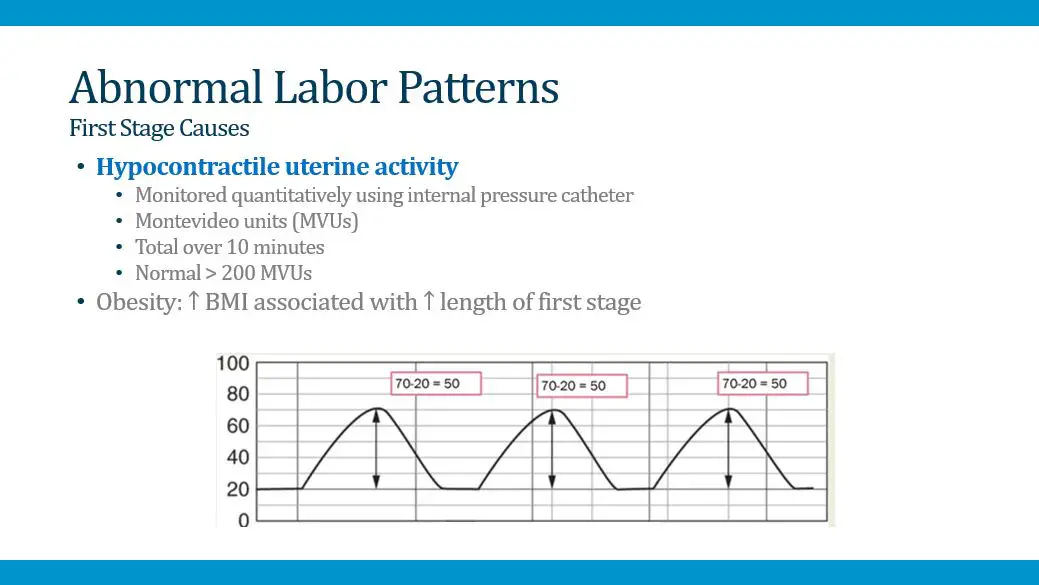 Abnormal Labor Patterns
First Stage Causes
• Hypocontractile uterine activity
• Monitored quantitatively using internal pressure catheter
• Montevideo units (MVUs)
• Total over 10 minutes
• Normal > 200 MVUs
• Obesity: ↑ BMI associated with ↑ length of first stage
100
80
60
40
20
0
70-20 = 50
70-20 = 50
70-20 = 50